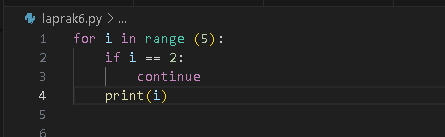 laprak6.py > ...
1 for i in range (5):
2     if i == 2:
3         continue
4     print(i)
5
6